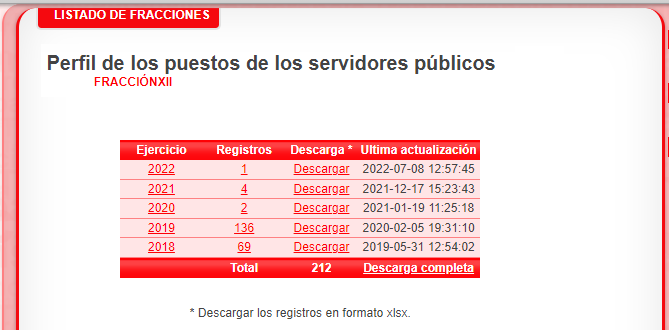 LISTADO DE FRACCIONES
Perfil de los puestos de los servidores públicos
FRACCIÓNXII
Ejercicio Registros Descarga * Ultima actualización
2022 1 Descargar 2022-07-08 12:57:45
2021 4 Descargar 2021-12-17 15:23:43
2020 2 Descargar 2021-01-19 11:25:18
2019 136 Descargar 2020-02-05 19:31:10
2018 69 Descargar 2019-05-31 12:54:02
Total 212 Descarga completa
* Descargar los registros en formato xlsx.